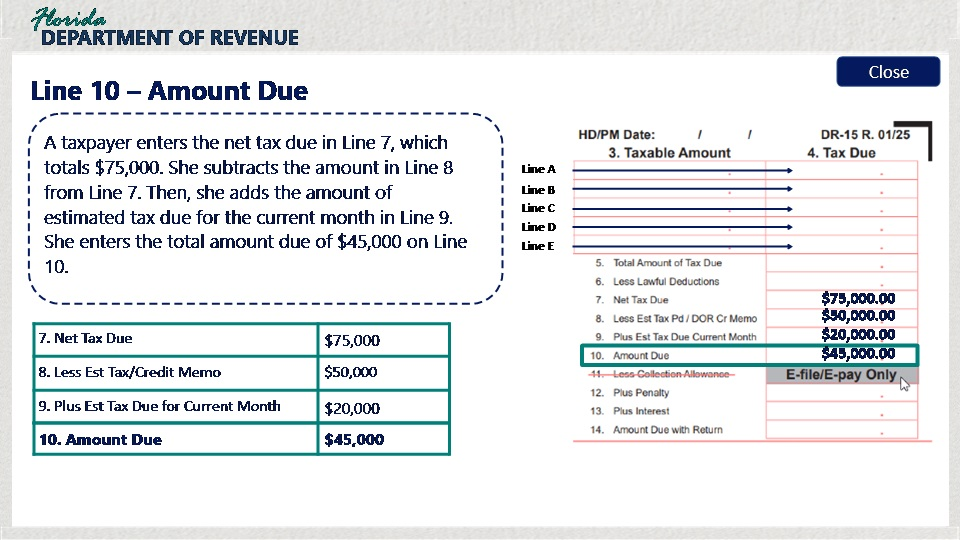 Florida
DEPARTMENT OF REVENUE
Close
Line 10 – Amount Due
A taxpayer enters the net tax due in Line 7, which
totals $75,000. She subtracts the amount in Line 8
from Line 7. Then, she adds the amount of
estimated tax due for the current month in Line 9.
She enters the total amount due of $45,000 on Line
10.
7. Net Tax Due $75,000
8. Less Est Tax/Credit Memo $50,000
9. Plus Est Tax Due for Current Month $20,000
10. Amount Due $45,000
HD/PM Date: / / DR-15 R. 01/25
3. Taxable Amount 4. Tax Due
Line A
Line B
Line C
Line D
Line E
5. Total Amount of Tax Due
6. Less Lawful Deductions
7. Net Tax Due $75,000.00
8. Less Est Tax Pd / DOR Cr Memo $50,000.00
9. Plus Est Tax Due Current Month $20,000.00
10. Amount Due $45,000.00
11. Less Collection Allowance E-file/E-pay Only
12. Plus Penalty
13. Plus Interest
14. Amount Due with Return